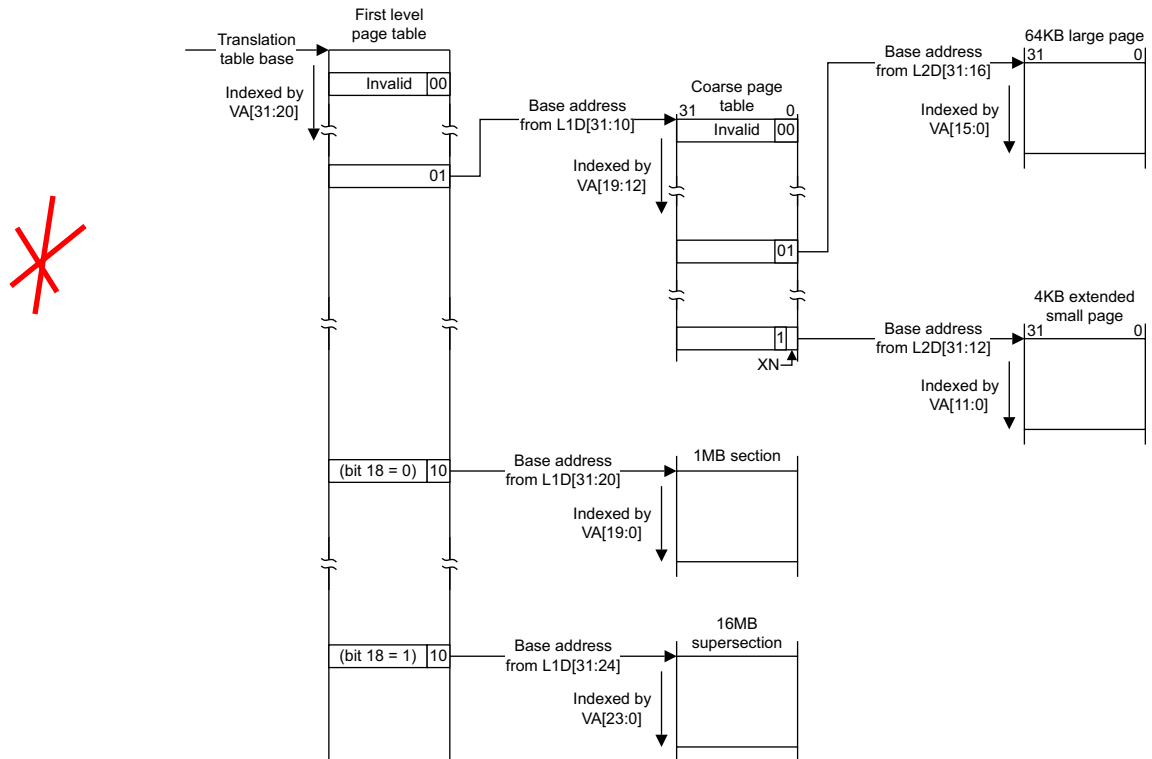 First level
page table
Translation
table base
Indexed by
VA[31:20]
Invalid 00
01
Base address
from L1D[31:10]
Coarse page
table
31 0
Invalid 00
Indexed by
VA[19:12]
01
1
XN
Base address
from L2D[31:16]
64KB large page
31 0
Indexed by
VA[15:0]
Base address
from L2D[31:12]
4KB extended
small page
31 0
Indexed by
VA[11:0]
(bit 18 = 0) 10
Base address
from L1D[31:20]
1MB section
Indexed by
VA[19:0]
(bit 18 = 1) 10
Base address
from L1D[31:24]
16MB
supersection
Indexed by
VA[23:0]